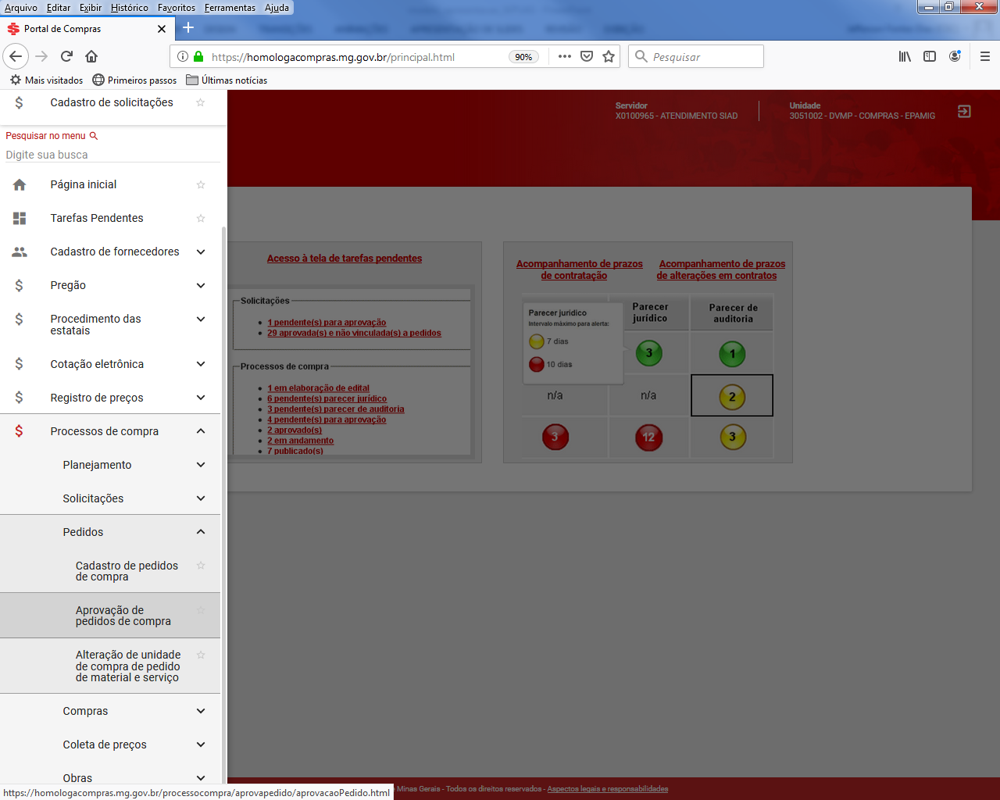 Arquivo Editar Exibir Histórico Favoritos Ferramentas Ajuda
Portal de Compras
https://homologacompras.mg.gov.br/principal.html 90% Pesquisar
Mais visitados Primeiros passos Últimas notícias
Cadastro de solicitações
Pesquisar no menu
Digite sua busca
Página inicial
Tarefas Pendentes
Cadastro de fornecedores
Pregão
Procedimento das
estatais
Cotação eletrônica
Registro de preços
Processos de compra
Planejamento
Solicitações
Pedidos
Cadastro de pedidos
de compra
Aprovação de
pedidos de compra
Alteração de unidade
de compra de pedido
de material e serviço
Compras
Coleta de preços
Obras
Servidor
X0100965 - ATENDIMENTO SIAD
Unidade
3051002 - DVMP - COMPRAS - EPAMIG
Acesso à tela de tarefas pendentes
Solicitações
1 pendente(s) para aprovação
29 aprovada(s) e não vinculada(s) a pedidos
Processos de compra
1 em elaboração de edital
6 pendente(s) parecer jurídico
3 pendente(s) parecer de auditoria
4 pendente(s) para aprovação
2 aprovado(s)
2 em andamento
7 publicado(s)
Acompanhamento de prazos
de contratação
Acompanhamento de prazos
de alterações em contratos
Parecer
jurídico
Parecer de
auditoria
Parecer jurídico
Intervalo máximo para alerta:
7 dias
10 dias
3 1
n/a n/a 2
3 12 3
e Minas Gerais - Todos os direitos reservados - Aspectos legais e responsabilidades
https://homologacompras.mg.gov.br/processocompra/aprovapedido/aprovacaoPedido.html